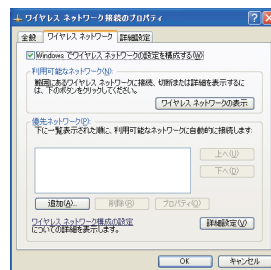 ワイヤレス ネットワーク接続のプロパティ
全般 ワイヤレス ネットワーク 詳細設定
Windows でワイヤレス ネットワークの設定を構成する(W)
利用可能なネットワーク(N):
範囲にあるワイヤレス ネットワークに接続、切断または詳細を表示するに
は、下のボタンをクリックしてください。
ワイヤレス ネットワークの表示
優先ネットワーク(P):
下に一覧表示された順に、利用可能なネットワークに自動的に接続します:
上へ(U)
下へ(D)
追加(A)... 削除(R) プロパティ(O)
ワイヤレス ネットワーク構成の設定
についての詳細を表示します。
詳細設定(V)
OK キャンセル